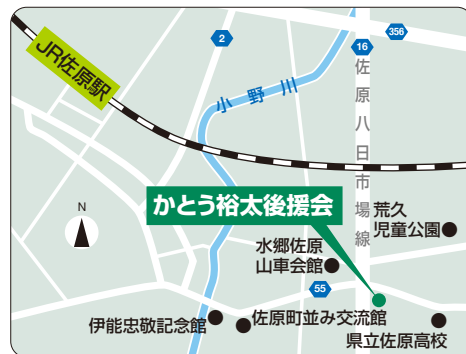 2
356
16
JR佐原駅
小野川
佐原八日市場線
かとう裕太後援会
荒久
児童公園
N
水郷佐原
山車会館
55
佐原町並み交流館
伊能忠敬記念館
県立佐原高校